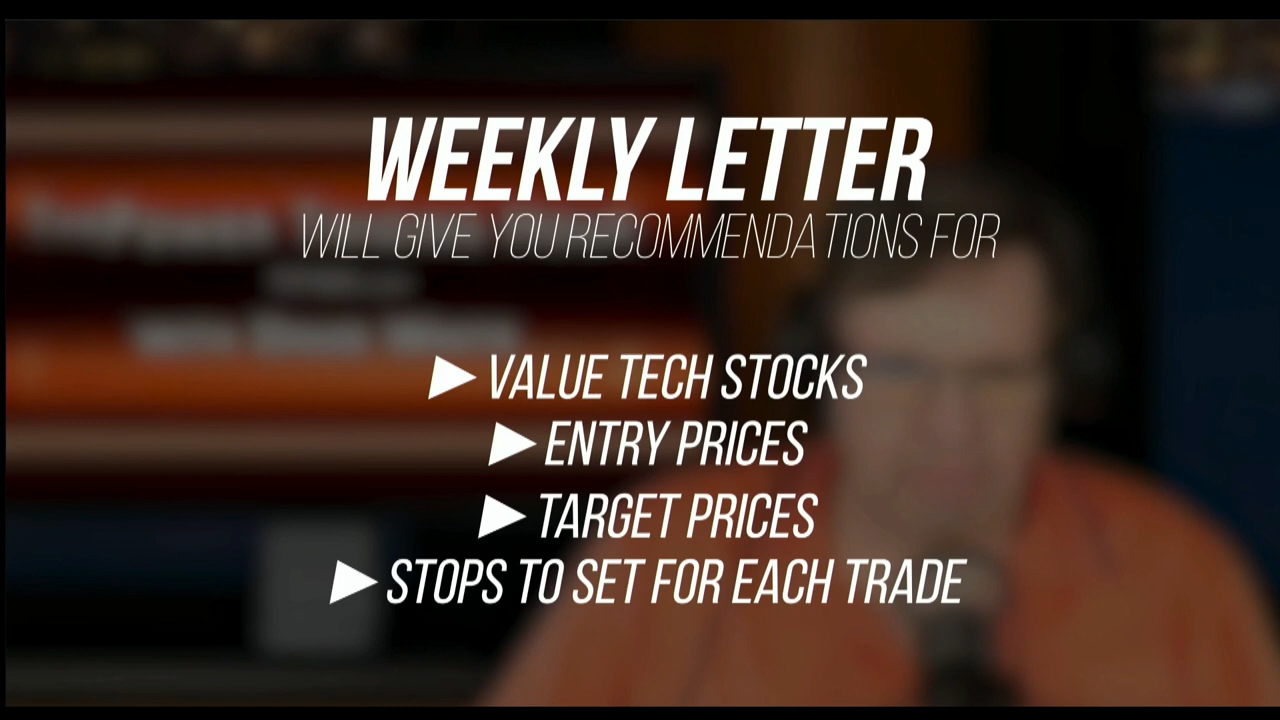 WEEKLY LETTER
WILL GIVE YOU RECOMMENDATIONS FOR
▶ VALUE TECH STOCKS
▶ ENTRY PRICES
▶ TARGET PRICES
▶ STOPS TO SET FOR EACH TRADE